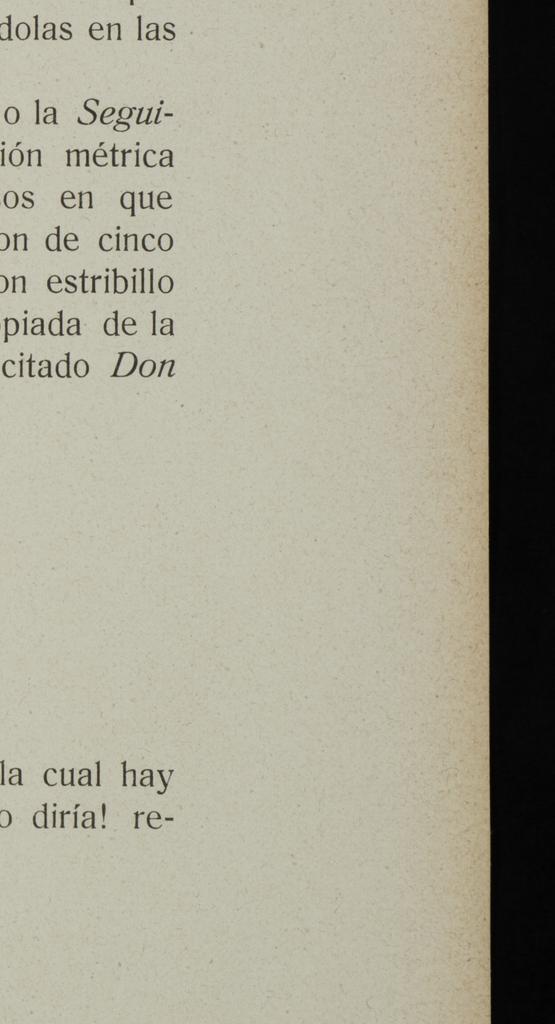 dolas en las
o la Segui-
ión métrica
os en que
on de cinco
on estribillo
piada de la
citado Don
la cual hay
o diría! re-